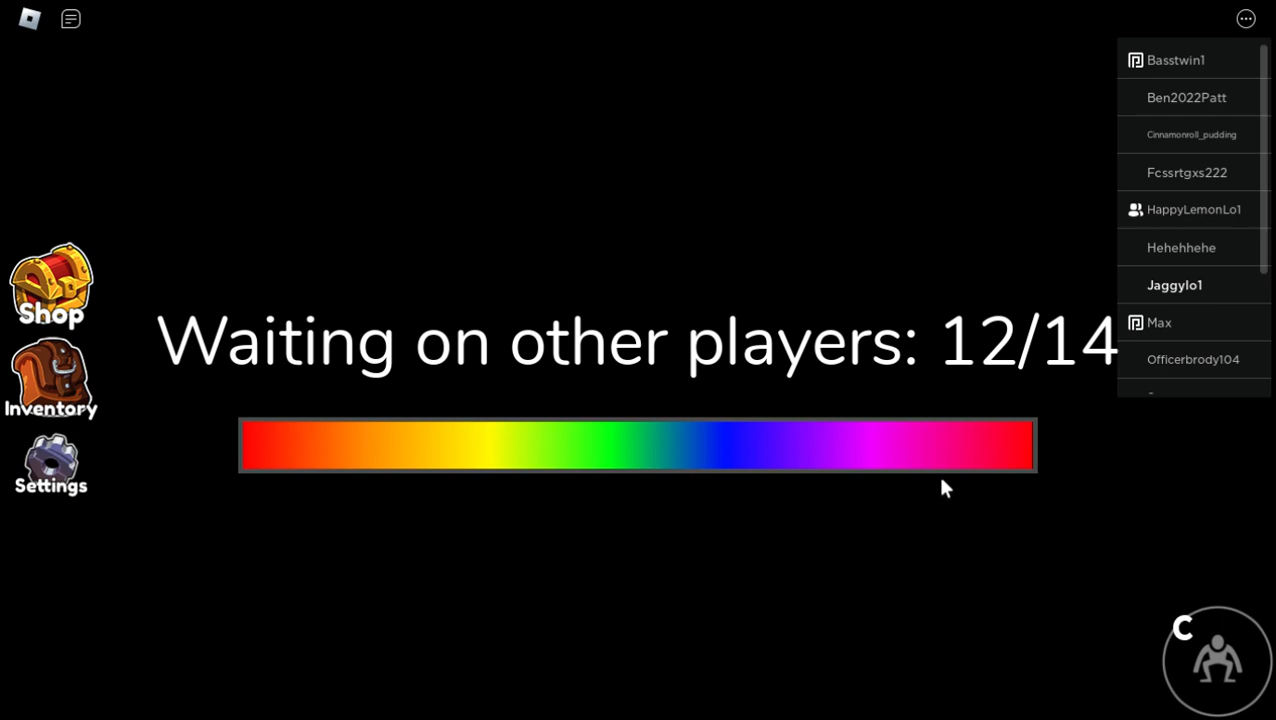 Basstwin1
Ben2022Patt
Cinnamonroll_pudding
Fcssrtgxs222
HappyLemonLo1
Hehehhehe
Jaggylo1
Max
Officerbrody104
Shop
Inventory
Settings
Waiting on other players: 12/14
C